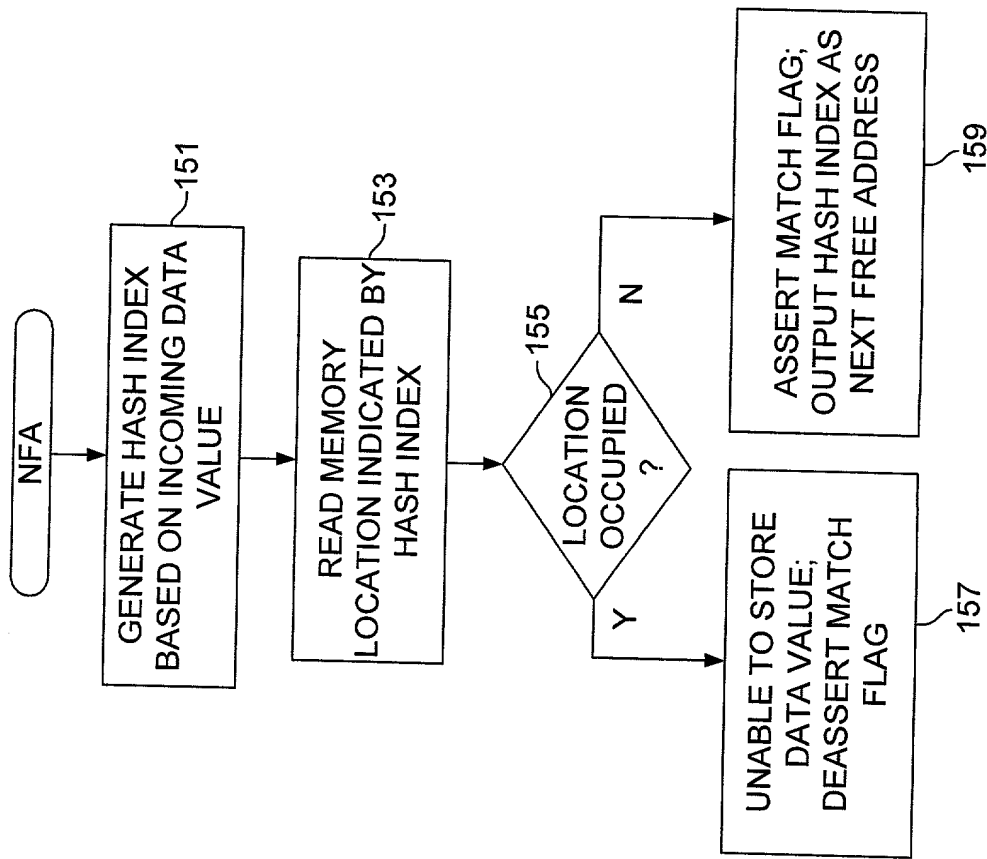 NFA
GENERATE HASH INDEX
BASED ON INCOMING DATA
VALUE
151
READ MEMORY
LOCATION INDICATED BY
HASH INDEX
153
LOCATION
OCCUPIED
?
155
Y
N
UNABLE TO STORE
DATA VALUE;
DEASSERT MATCH
FLAG
157
ASSERT MATCH FLAG;
OUTPUT HASH INDEX AS
NEXT FREE ADDRESS
159